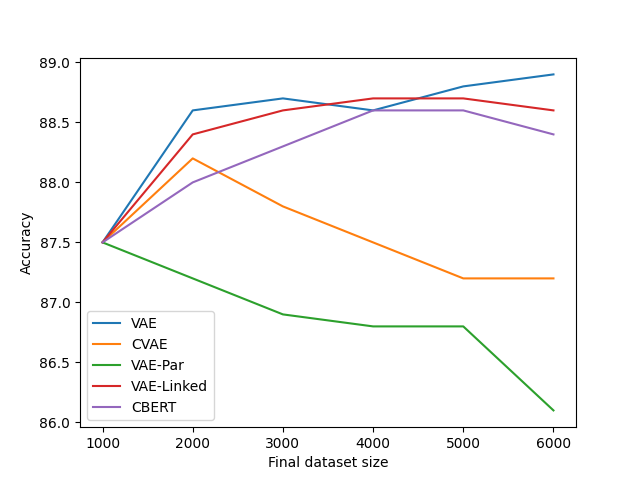 89.0
88.5
88.0
87.5
87.0
86.5
86.0
Accuracy
VAE
CVAE
VAE-Par
VAE-Linked
CBERT
1000 2000 3000 4000 5000 6000
Final dataset size